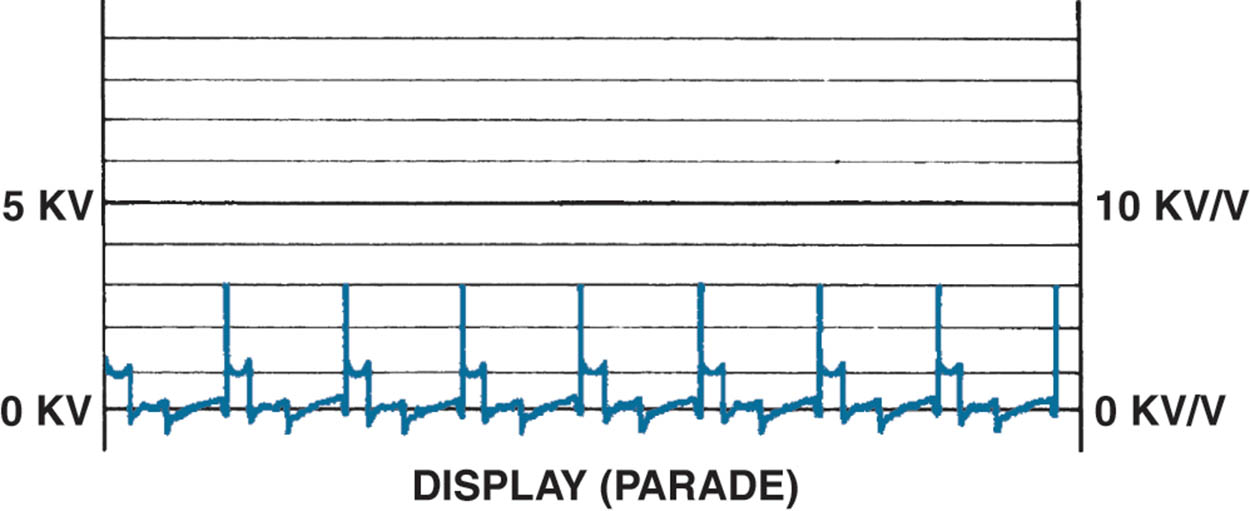 5 KV
10 KV/V
0 KV
0 KV/V
DISPLAY (PARADE)